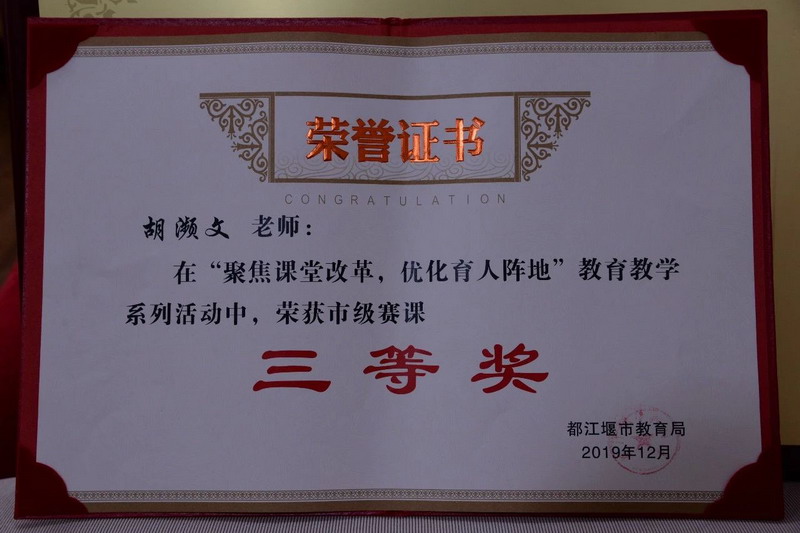 荣誉证书
CONGRATULATION
胡濒文 老师：
在“聚焦课堂改革，优化育人阵地”教育教学
系列活动中，荣获市级赛课
三等奖
都江堰市教育局
2019年12月